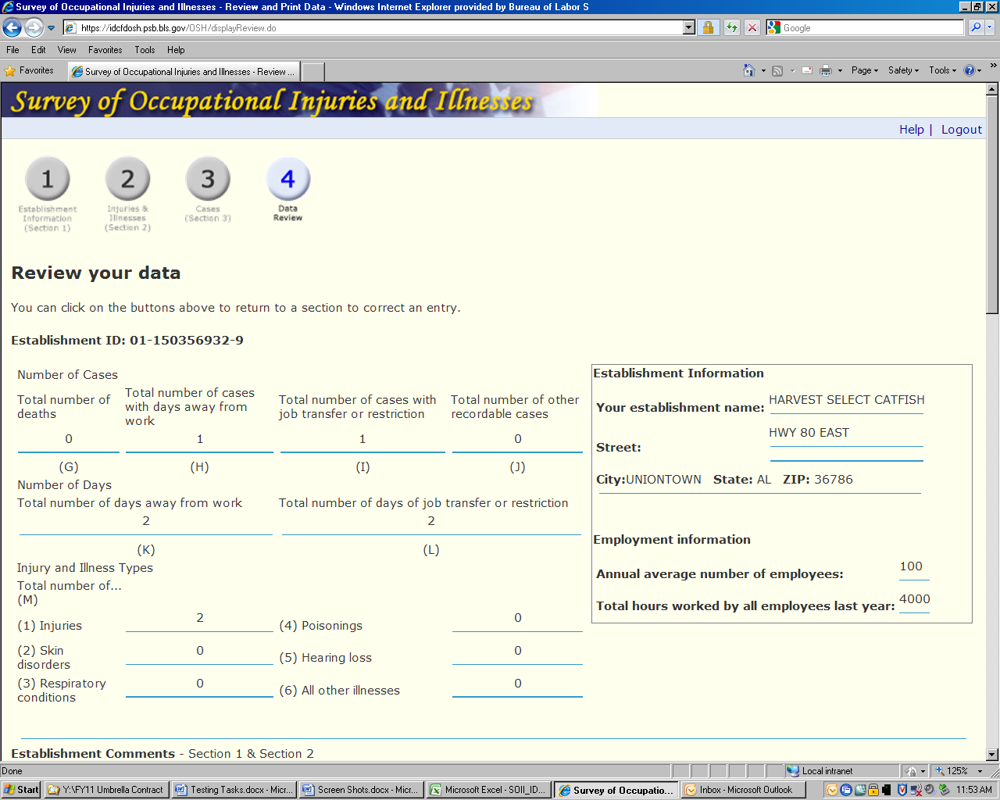 Survey of Occupational Injuries and Illnesses - Review and Print Data - Windows Internet Explorer provided by Bureau of Labor S
https://idcfdosh.psb.bls.gov/OSH/displayReview.do
Google
File Edit View Favorites Tools Help
Favorites
Survey of Occupational Injuries and Illnesses - Review ...
Page Safety Tools
Survey of Occupational Injuries and Illnesses
Help | Logout
1 2 3 4
Establishment Information (Section 1)
Injuries & Illnesses (Section 2)
Cases (Section 3)
Data Review
Review your data
You can click on the buttons above to return to a section to correct an entry.
Establishment ID: 01-150356932-9
Number of Cases
Total number of deaths
Total number of cases with days away from work
Total number of cases with job transfer or restriction
Total number of other recordable cases
0 1 1 0
(G) (H) (I) (J)
Number of Days
Total number of days away from work
Total number of days of job transfer or restriction
2 2
(K) (L)
Injury and Illness Types
Total number of...
(M)
(1) Injuries 2 (4) Poisonings 0
(2) Skin disorders 0 (5) Hearing loss 0
(3) Respiratory conditions 0 (6) All other illnesses 0
Establishment Information
Your establishment name: HARVEST SELECT CATFISH
Street: HWY 80 EAST
City:UNIONTOWN State: AL ZIP: 36786
Employment information
Annual average number of employees: 100
Total hours worked by all employees last year: 4000
Establishment Comments - Section 1 & Section 2
Done
Local intranet
125%
Start
Y:\FY11 Umbrella Contract
Testing Tasks.docx - Micr...
Screen Shots.docx - Micr...
Microsoft Excel - SOII_ID...
Survey of Occupatio...
Inbox - Microsoft Outlook
11:53 AM